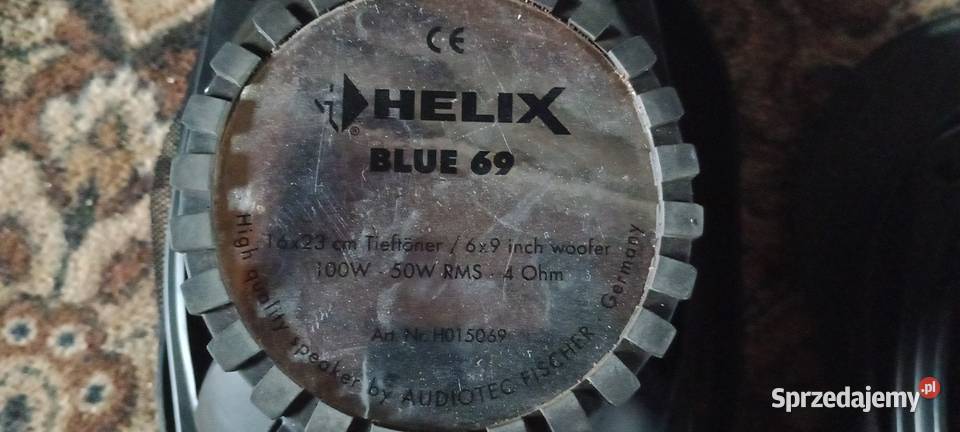 CE
HELIX
®
BLUE 69
16x23 cm Tieftöner / 6x9 inch woofer
100W - 50W RMS - 4 Ohm
Art. Nr. H015069
· High quality speaker by AUDIOTEC FISCHER · Germany
Sprzedajemy.pl